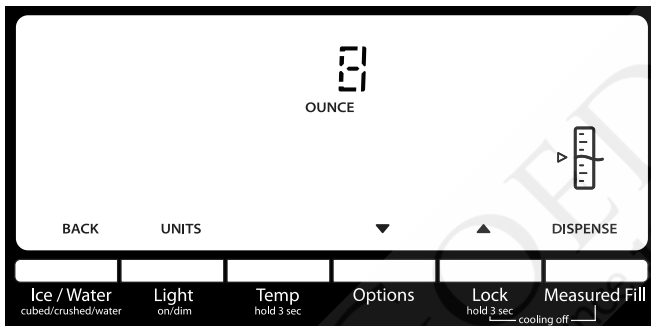 8
OUNCE
BACK UNITS ▼ ▲ DISPENSE
Ice / Water Light Temp Options Lock Measured Fill
cubed/crushed/water on/dim hold 3 sec hold 3 sec
cooling off